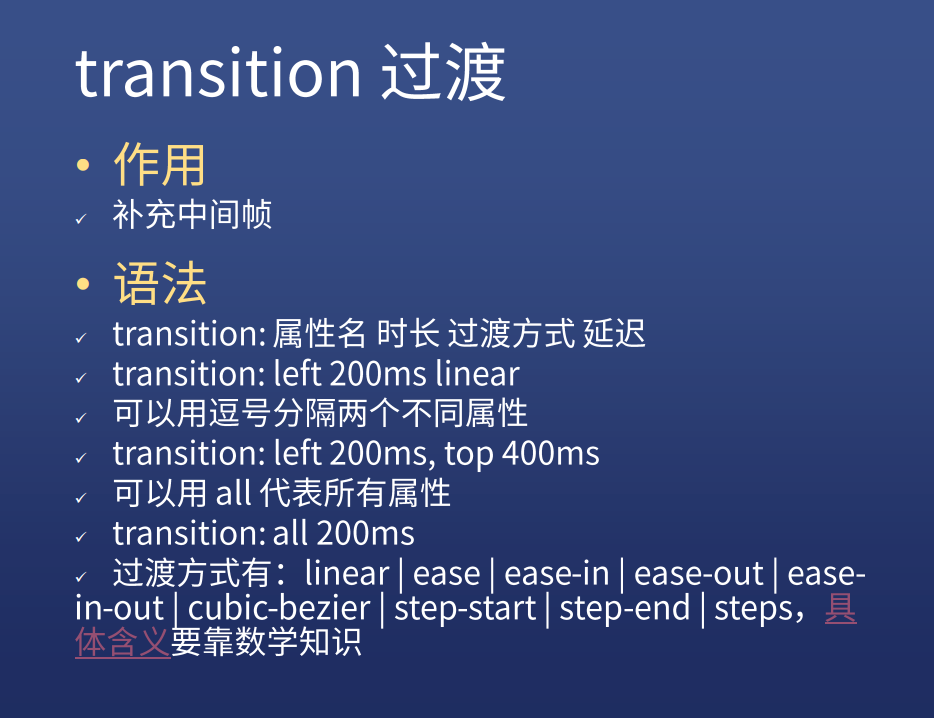 transition 过渡
• 作用
✓ 补充中间帧
• 语法
✓ transition: 属性名 时长 过渡方式 延迟
✓ transition: left 200ms linear
✓ 可以用逗号分隔两个不同属性
✓ transition: left 200ms, top 400ms
✓ 可以用 all 代表所有属性
✓ transition: all 200ms
✓ 过渡方式有：linear | ease | ease-in | ease-out | ease-
in-out | cubic-bezier | step-start | step-end | steps，具
体含义要靠数学知识